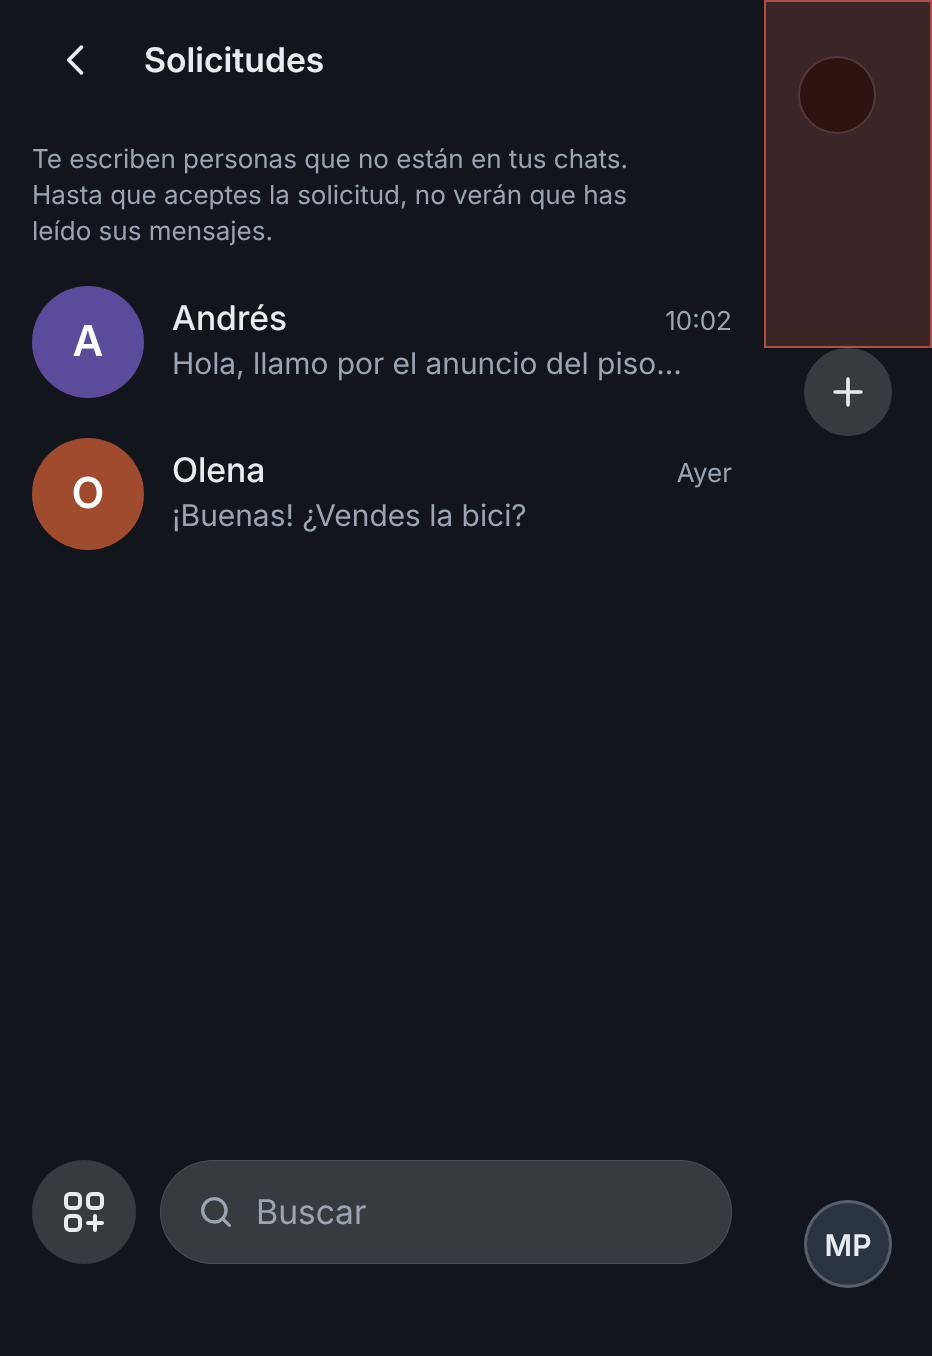 Solicitudes
Te escriben personas que no están en tus chats.
Hasta que aceptes la solicitud, no verán que has
leído sus mensajes.
A
Andrés
10:02
Hola, llamo por el anuncio del piso...
O
Olena
Ayer
¡Buenas! ¿Vendes la bici?
Buscar
MP